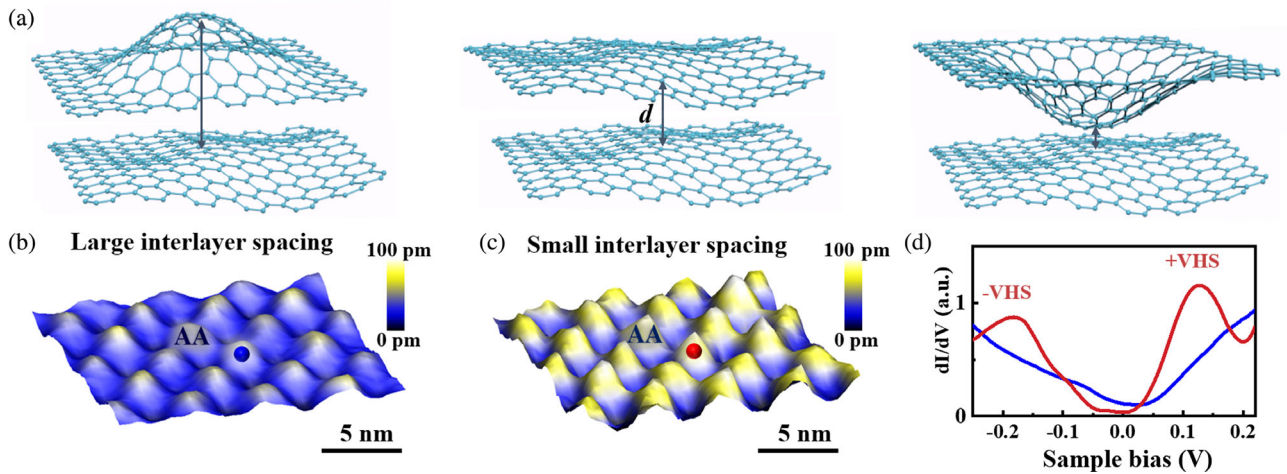 (a)
d
(b) Large interlayer spacing 100 pm
0 pm
AA
5 nm
(c) Small interlayer spacing 100 pm
0 pm
AA
5 nm
(d)
+VHS
-VHS
dI/dV (a.u.)
1
0
-0.2 -0.1 0.0 0.1 0.2
Sample bias (V)